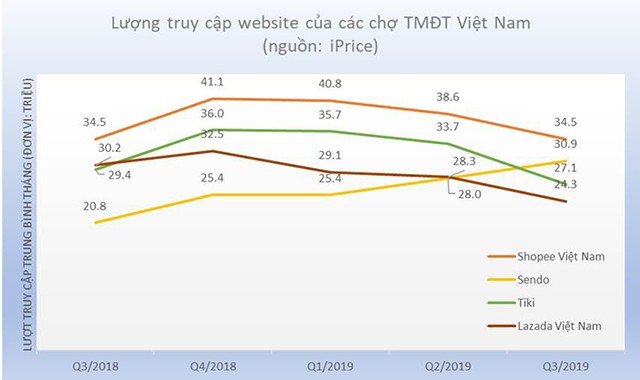 Lượng truy cập website của các chợ TMĐT Việt Nam
(nguồn: iPrice)
LƯỢT TRUY CẬP TRUNG BÌNH THÁNG (ĐƠN VỊ: TRIỆU)
34.5
41.1
40.8
38.6
34.5
30.2
29.4
36.0
32.5
35.7
33.7
30.9
27.1
24.3
29.1
28.3
28.0
20.8
25.4
25.4
Shopee Việt Nam
Sendo
Tiki
Lazada Việt Nam
Q3/2018
Q4/2018
Q1/2019
Q2/2019
Q3/2019